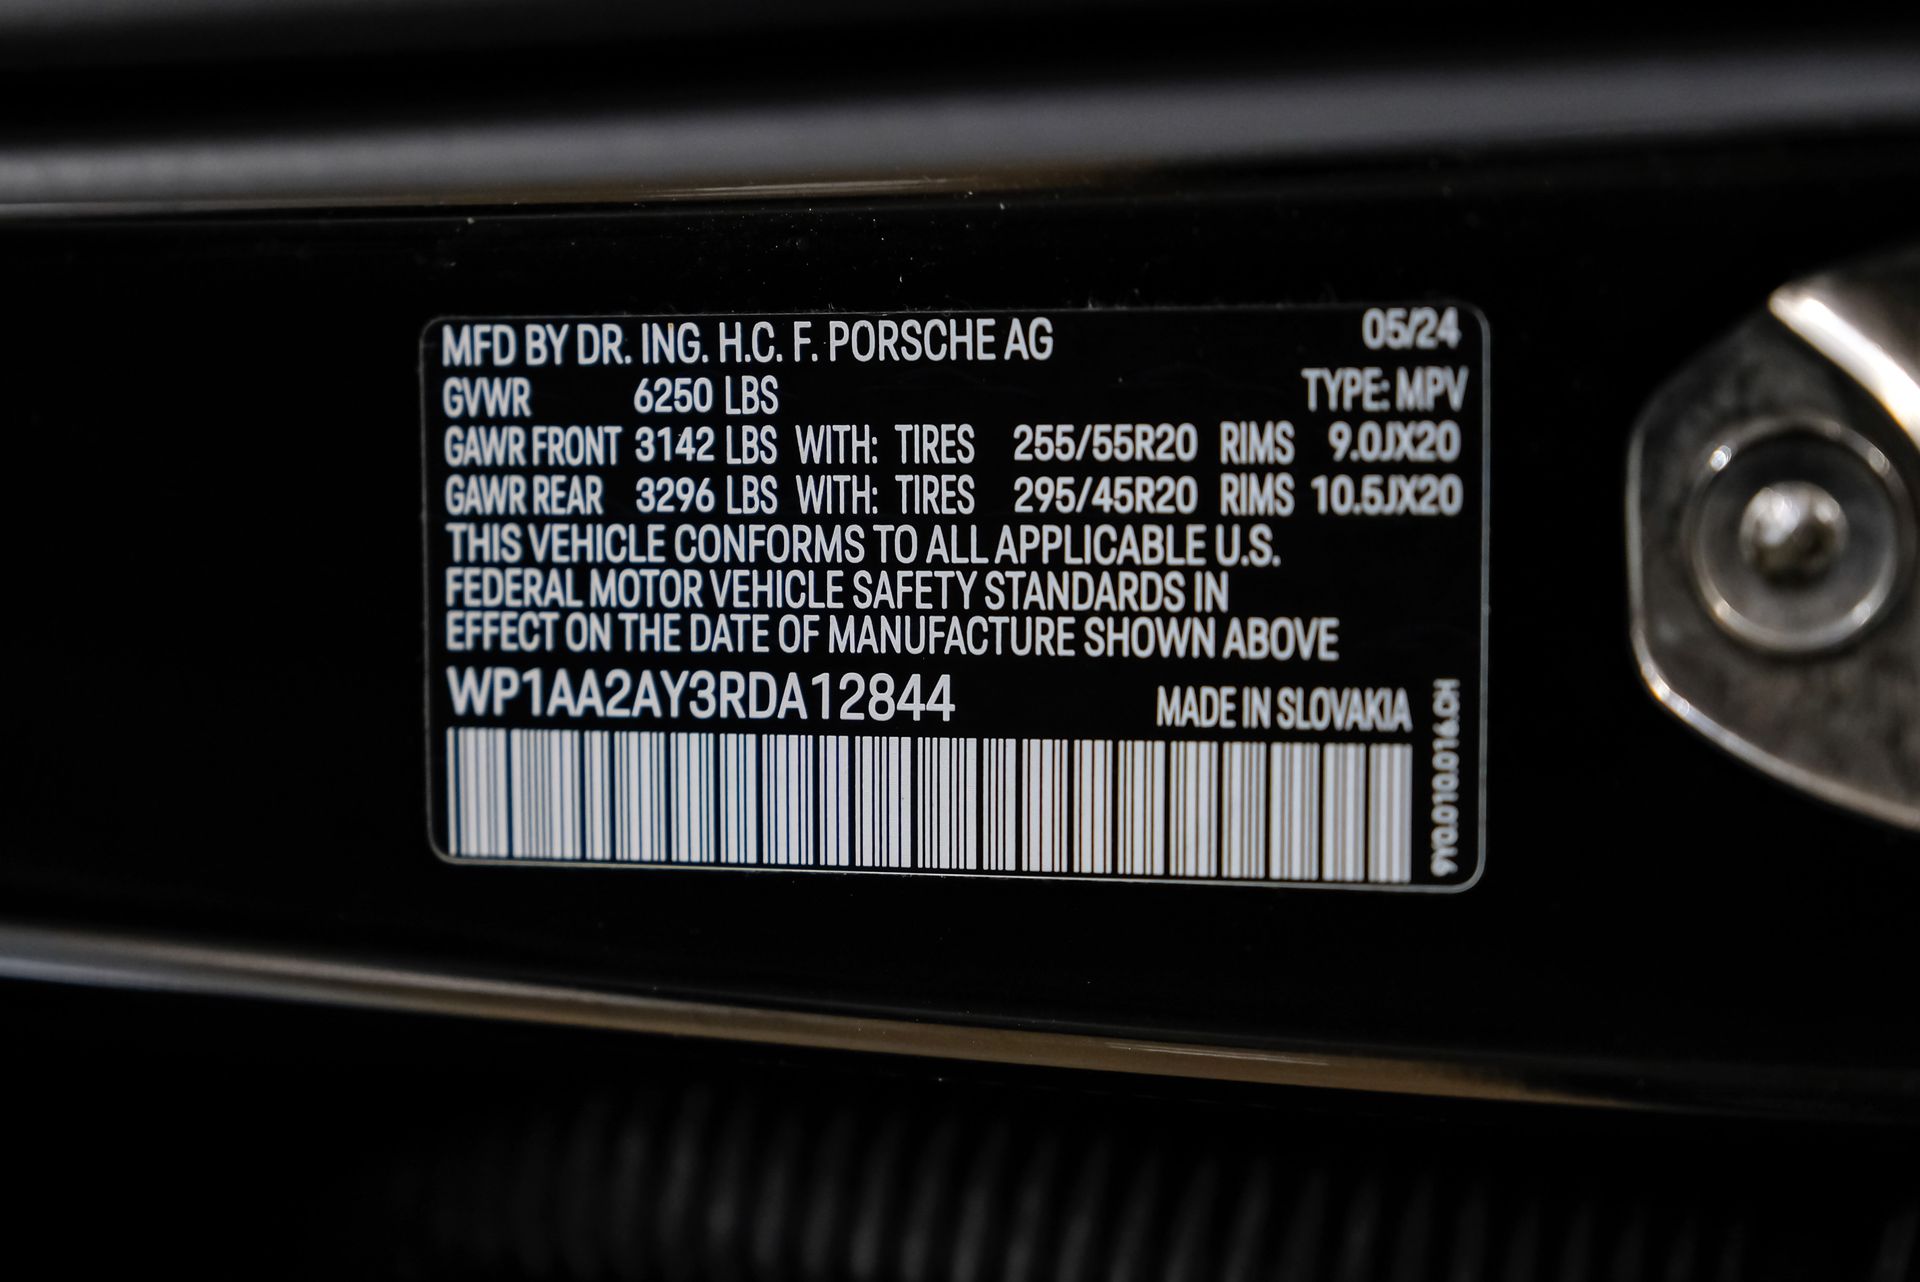 MFD BY DR. ING. H.C. F. PORSCHE AG 05/24
GVWR 6250 LBS TYPE: MPV
GAWR FRONT 3142 LBS WITH: TIRES 255/55R20 RIMS 9.0JX20
GAWR REAR 3296 LBS WITH: TIRES 295/45R20 RIMS 10.5JX20
THIS VEHICLE CONFORMS TO ALL APPLICABLE U.S.
FEDERAL MOTOR VEHICLE SAFETY STANDARDS IN
EFFECT ON THE DATE OF MANUFACTURE SHOWN ABOVE
WP1AA2AY3RDA12844 MADE IN SLOVAKIA
9Y0.010.016.CH